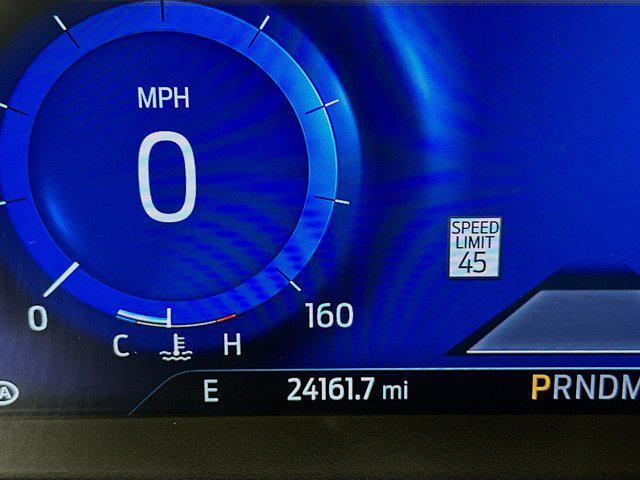 MPH
0
SPEED
LIMIT
45
0
160
C
H
A
E
24161.7 mi
PRNDM